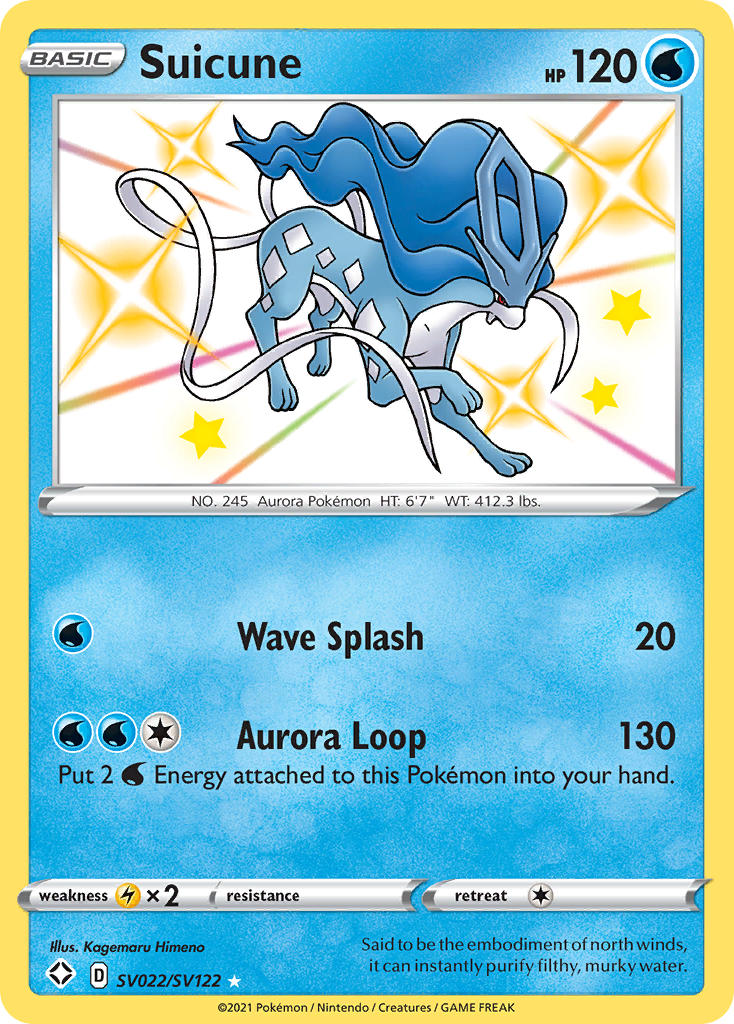 BASIC
Suicune
HP 120
NO. 245 Aurora Pokémon HT: 6'7" WT: 412.3 lbs.
Wave Splash 20
Aurora Loop 130
Put 2 Energy attached to this Pokémon into your hand.
weakness ×2 resistance retreat
Illus. Kagemaru Himeno
Said to be the embodiment of north winds,
it can instantly purify filthy, murky water.
D SV022/SV122
©2021 Pokémon / Nintendo / Creatures / GAME FREAK